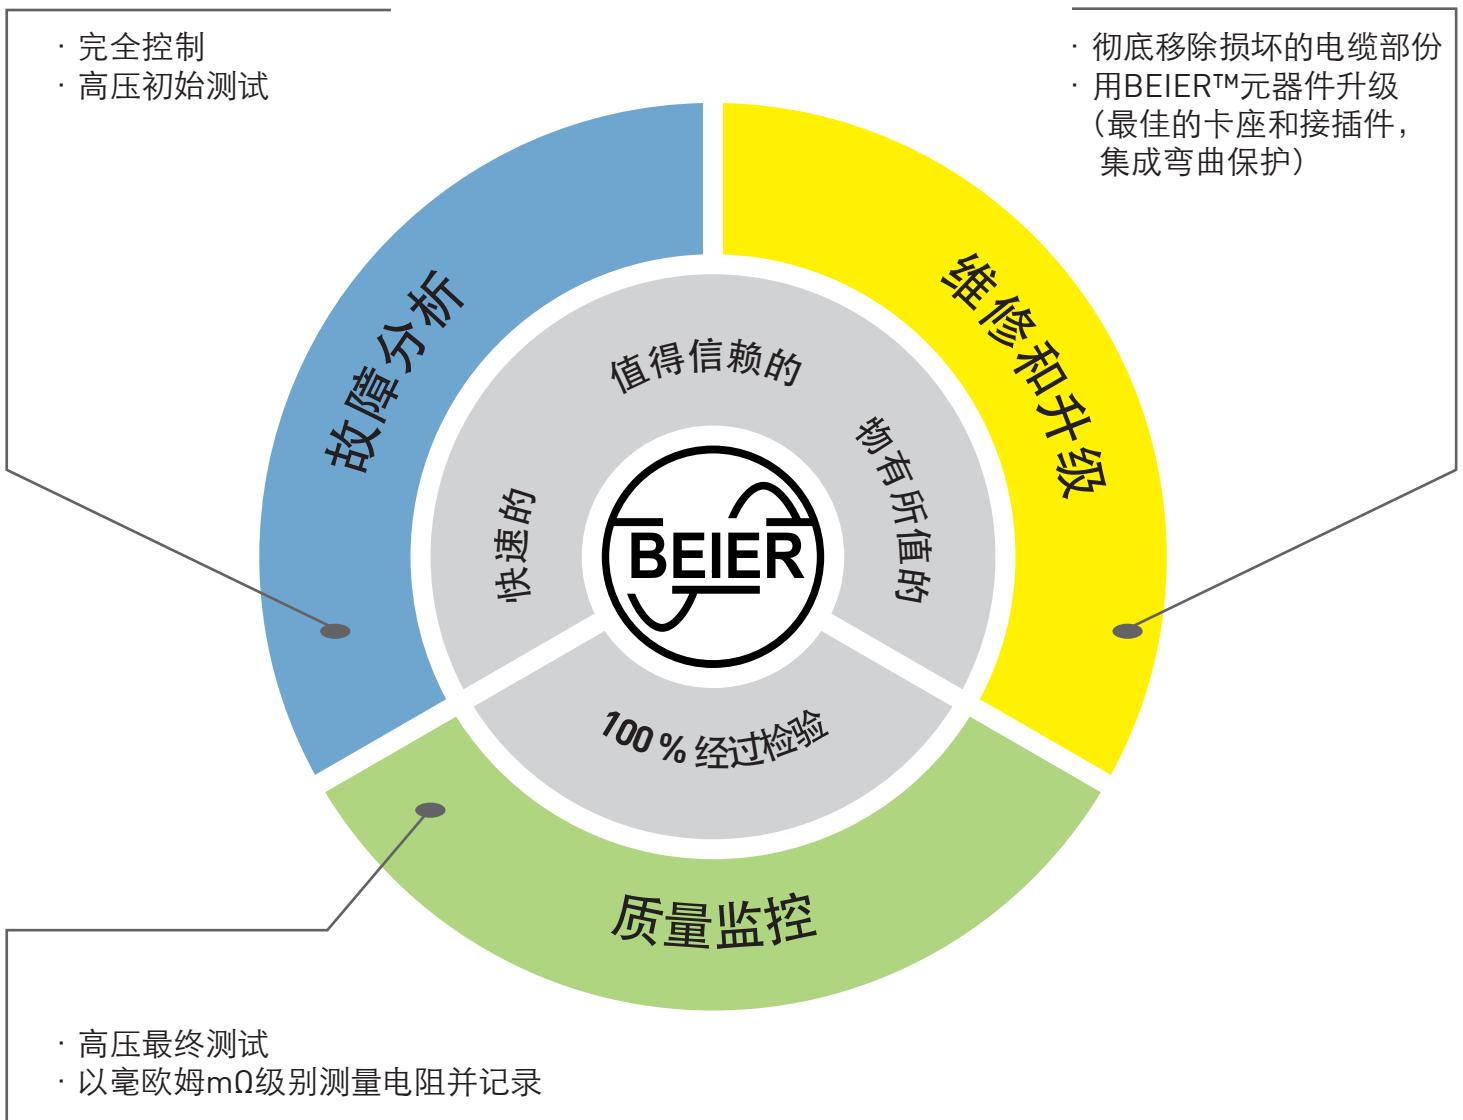 · 完全控制
· 高压初始测试
· 彻底移除损坏的电缆部份
· 用BEIER™元器件升级
(最佳的卡座和接插件，
集成弯曲保护)
故障分析
维修和升级
值得信赖的
物有所值的
快速的
BEIER
100 % 经过检验
质量监控
· 高压最终测试
· 以毫欧姆mΩ级别测量电阻并记录